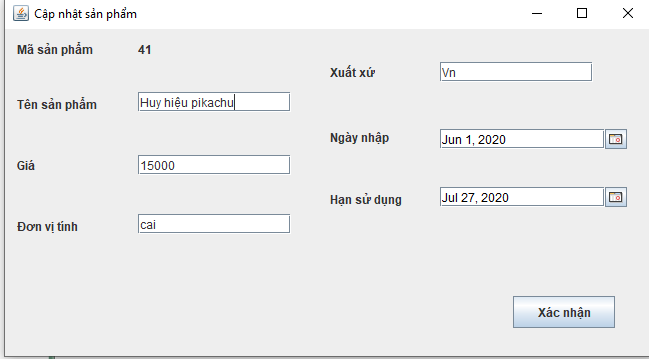 Cập nhật sản phẩm
Mã sản phẩm 41
Tên sản phẩm Huy hiệu pikachu
Giá 15000
Đơn vị tính cai
Xuất xứ Vn
Ngày nhập Jun 1, 2020
Hạn sử dụng Jul 27, 2020
Xác nhận